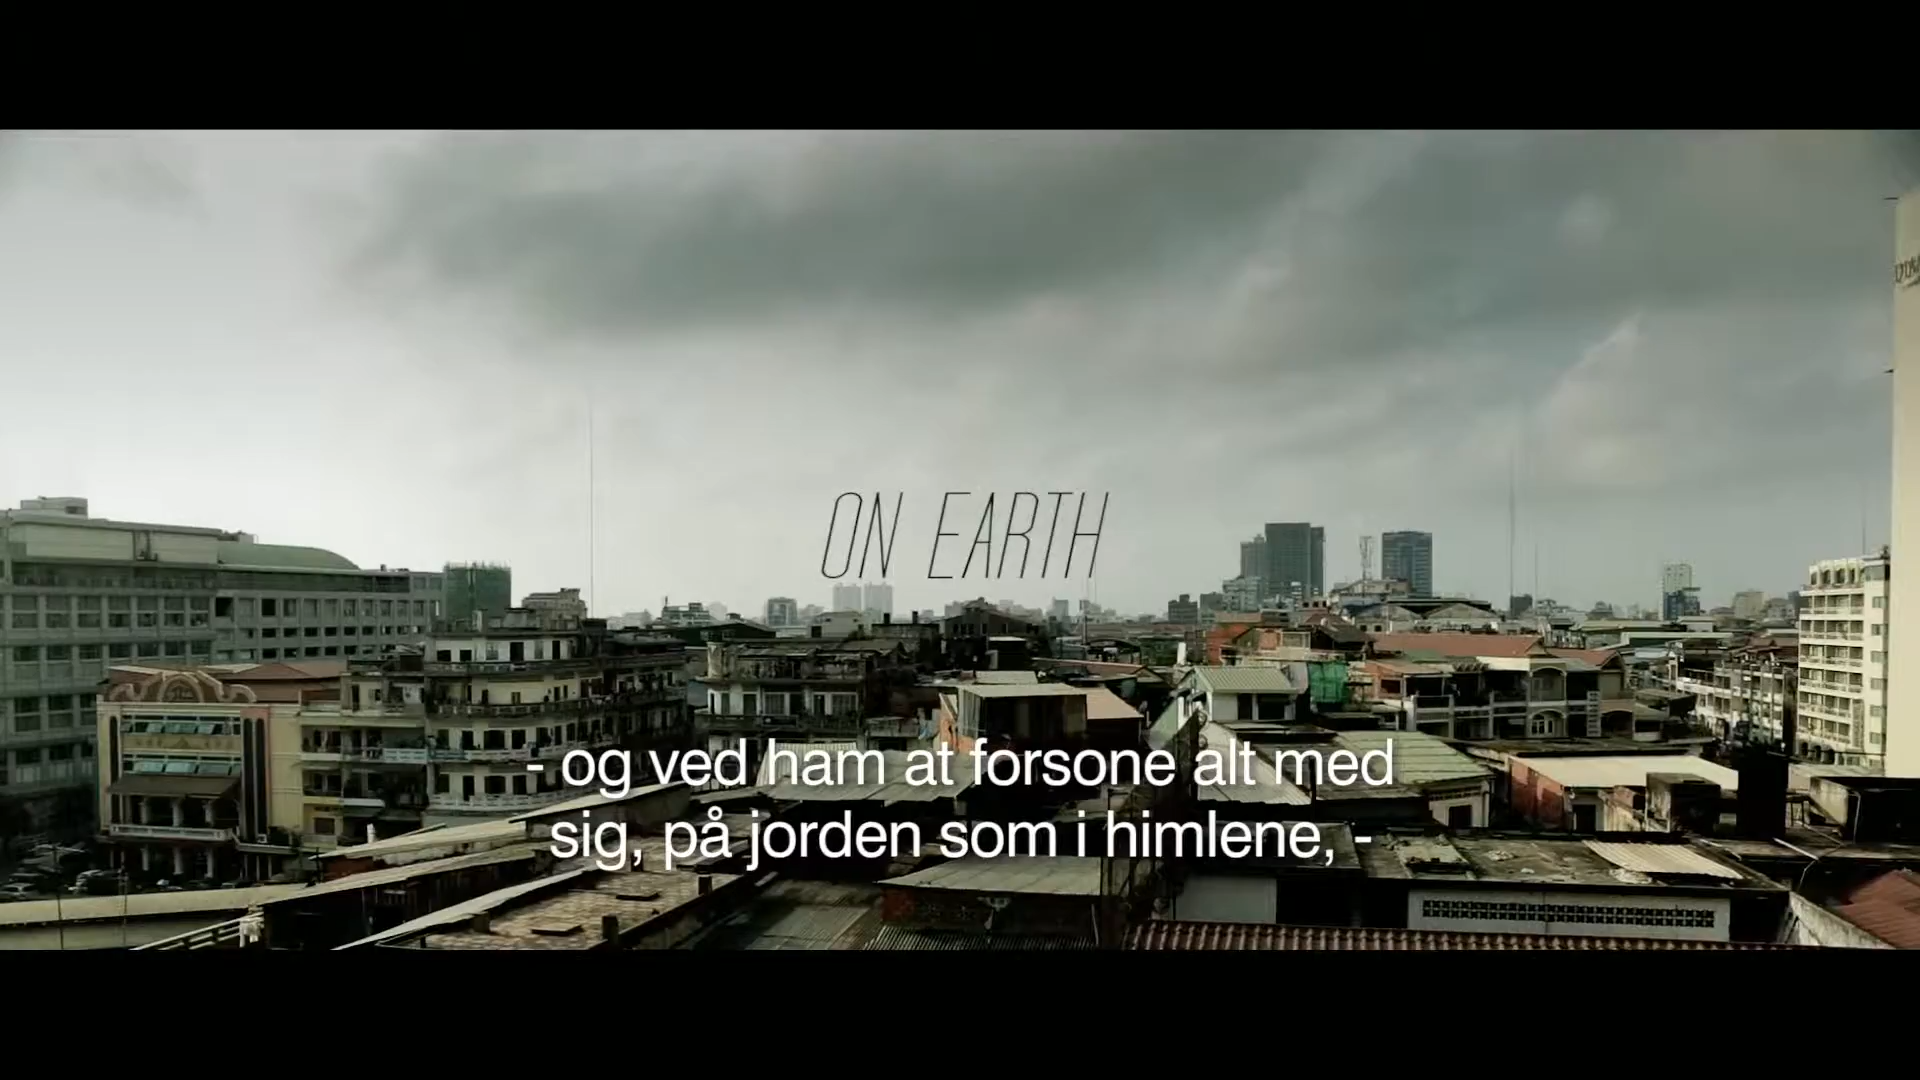 ON EARTH
- og ved ham at forsone alt med
sig, på jorden som i himlene, -